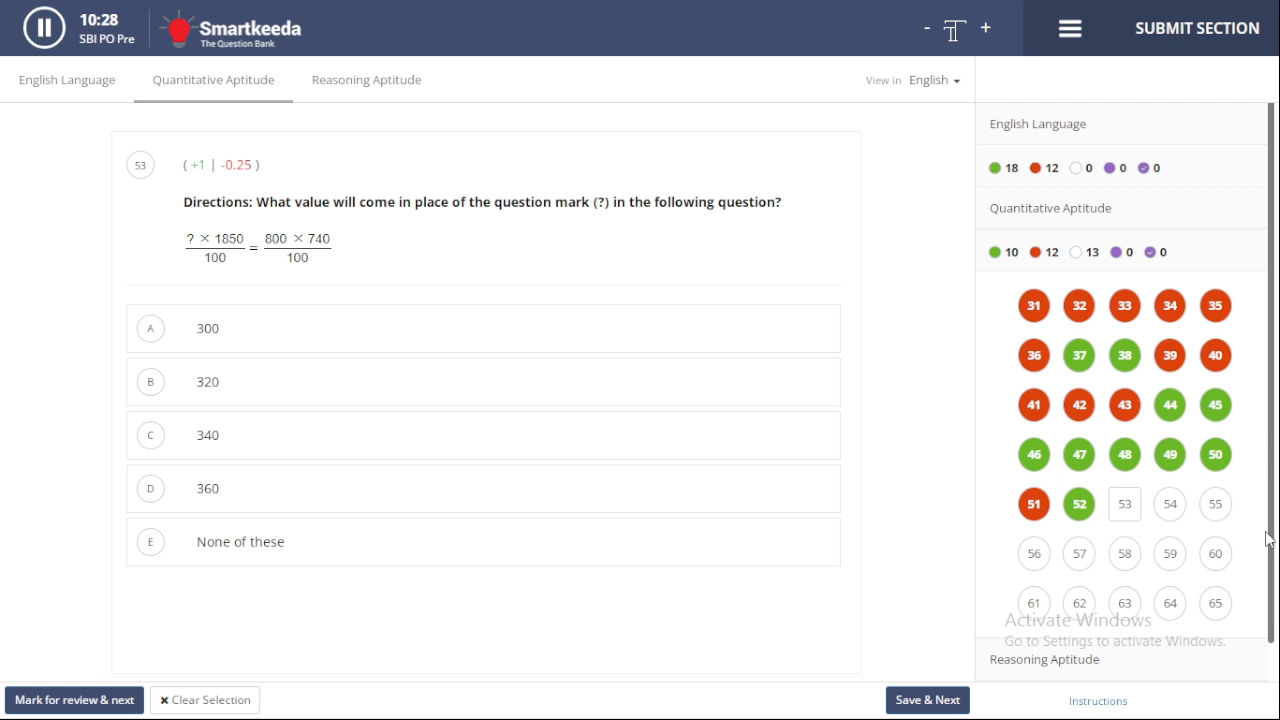 10:28
SBI PO Pre
Smartkeeda
The Question Bank
- T +
SUBMIT SECTION
English Language
Quantitative Aptitude
Reasoning Aptitude
View in English
53
( +1 | -0.25 )
Directions: What value will come in place of the question mark (?) in the following question?
? × 1850 / 100 = 800 × 740 / 100
A 300
B 320
C 340
D 360
E None of these
English Language
18 12 0 0 0
Quantitative Aptitude
10 12 13 0 0
31 32 33 34 35
36 37 38 39 40
41 42 43 44 45
46 47 48 49 50
51 52 53 54 55
56 57 58 59 60
61 62 63 64 65
Activate Windows
Go to Settings to activate Windows.
Reasoning Aptitude
Mark for review & next
✖ Clear Selection
Save & Next
Instructions